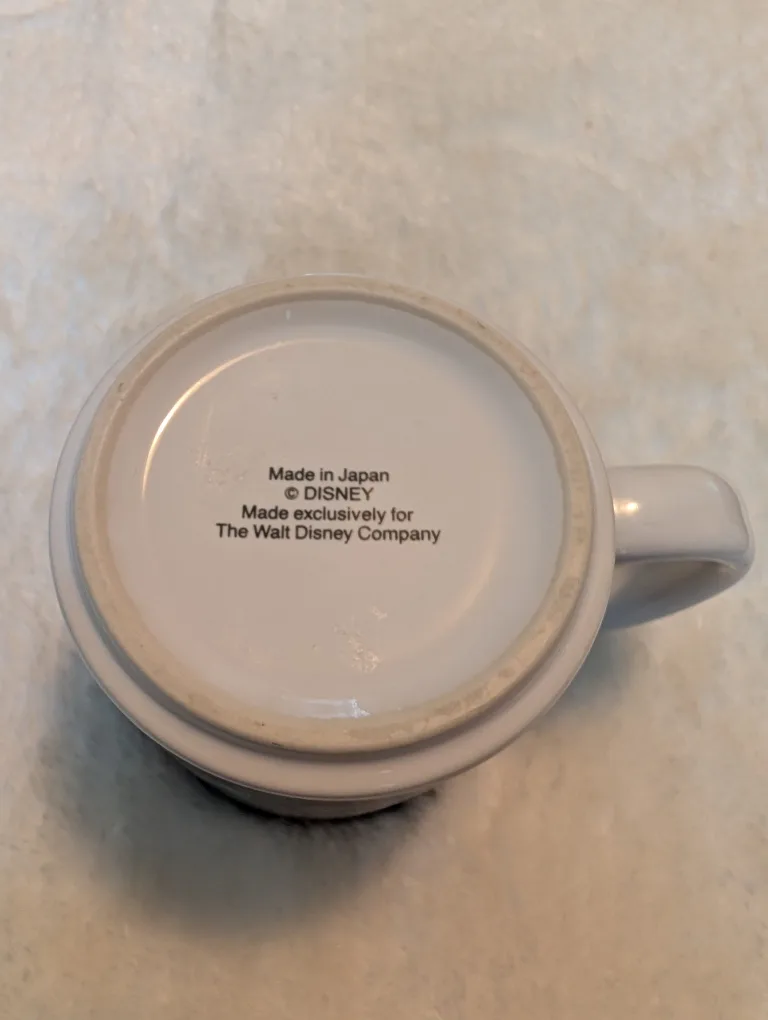 Made in Japan
© DISNEY
Made exclusively for
The Walt Disney Company